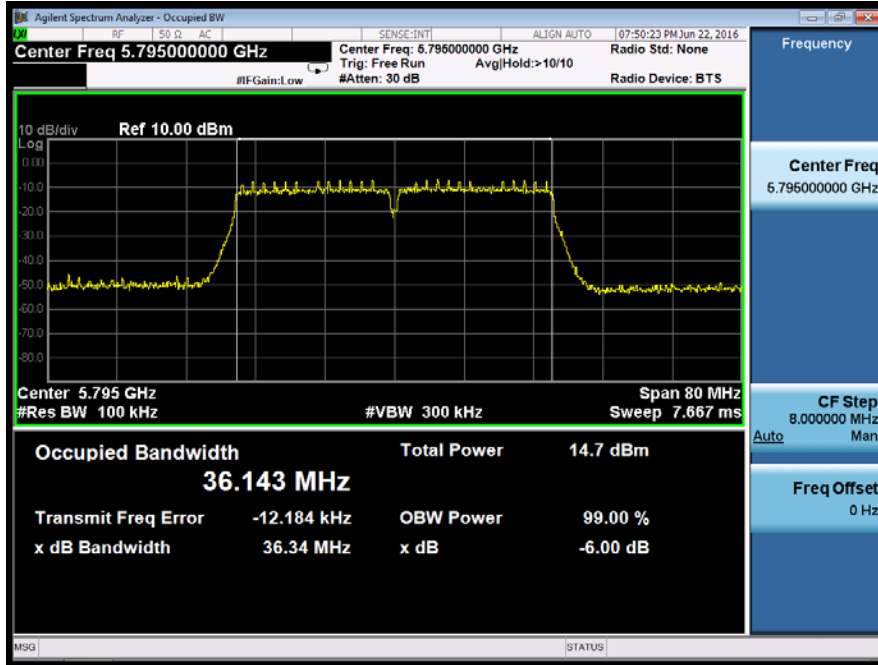 Agilent Spectrum Analyzer - Occupied BW
LXI RF 50 Ω AC SENSE:INT ALIGN AUTO 07:50:23 PM Jun 22, 2016
Center Freq 5.795000000 GHz
Center Freq: 5.795000000 GHz Radio Std: None
Trig: Free Run Avg|Hold:>10/10
#IFGain:Low #Atten: 30 dB Radio Device: BTS
10 dB/div Ref 10.00 dBm
Log
0.00
-10.0
-20.0
-30.0
-40.0
-50.0
-60.0
-70.0
-80.0
Center 5.795 GHz Span 80 MHz
#Res BW 100 kHz #VBW 300 kHz Sweep 7.667 ms
Occupied Bandwidth Total Power 14.7 dBm
36.143 MHz
Transmit Freq Error -12.184 kHz OBW Power 99.00 %
x dB Bandwidth 36.34 MHz x dB -6.00 dB
MSG STATUS
Frequency
Center Freq
5.795000000 GHz
CF Step
8.000000 MHz
Auto Man
Freq Offset
0 Hz